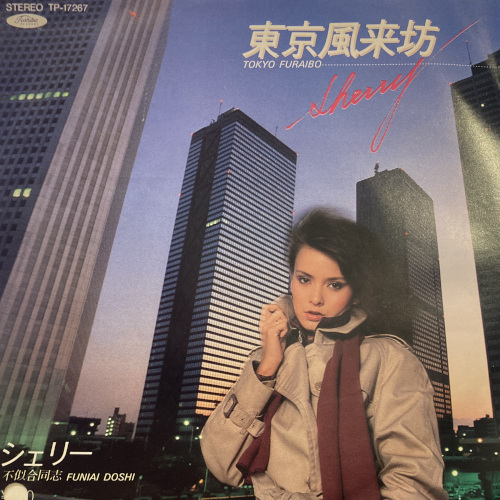 STEREO TP-17267
Toshiba
東京風来坊
TOKYO FURAIBO
Sherry
シェリー
不似合同志 FUNIAI DOSHI